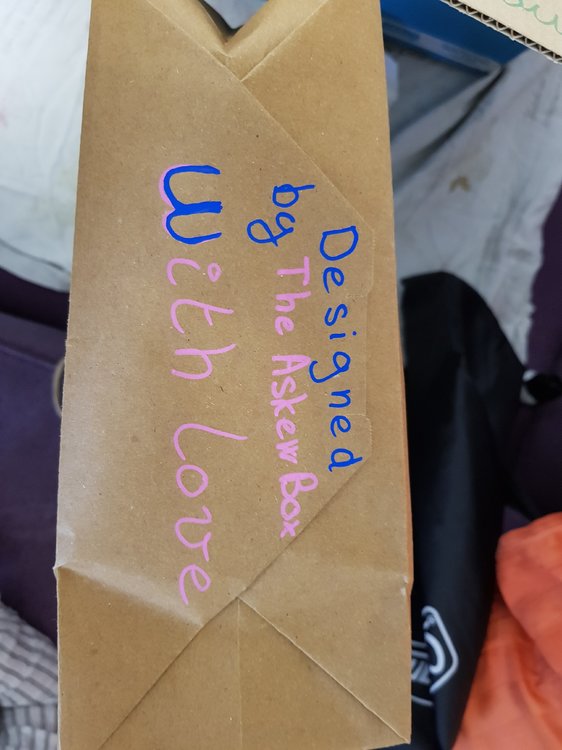 Designed
by The Askew Box
With Love